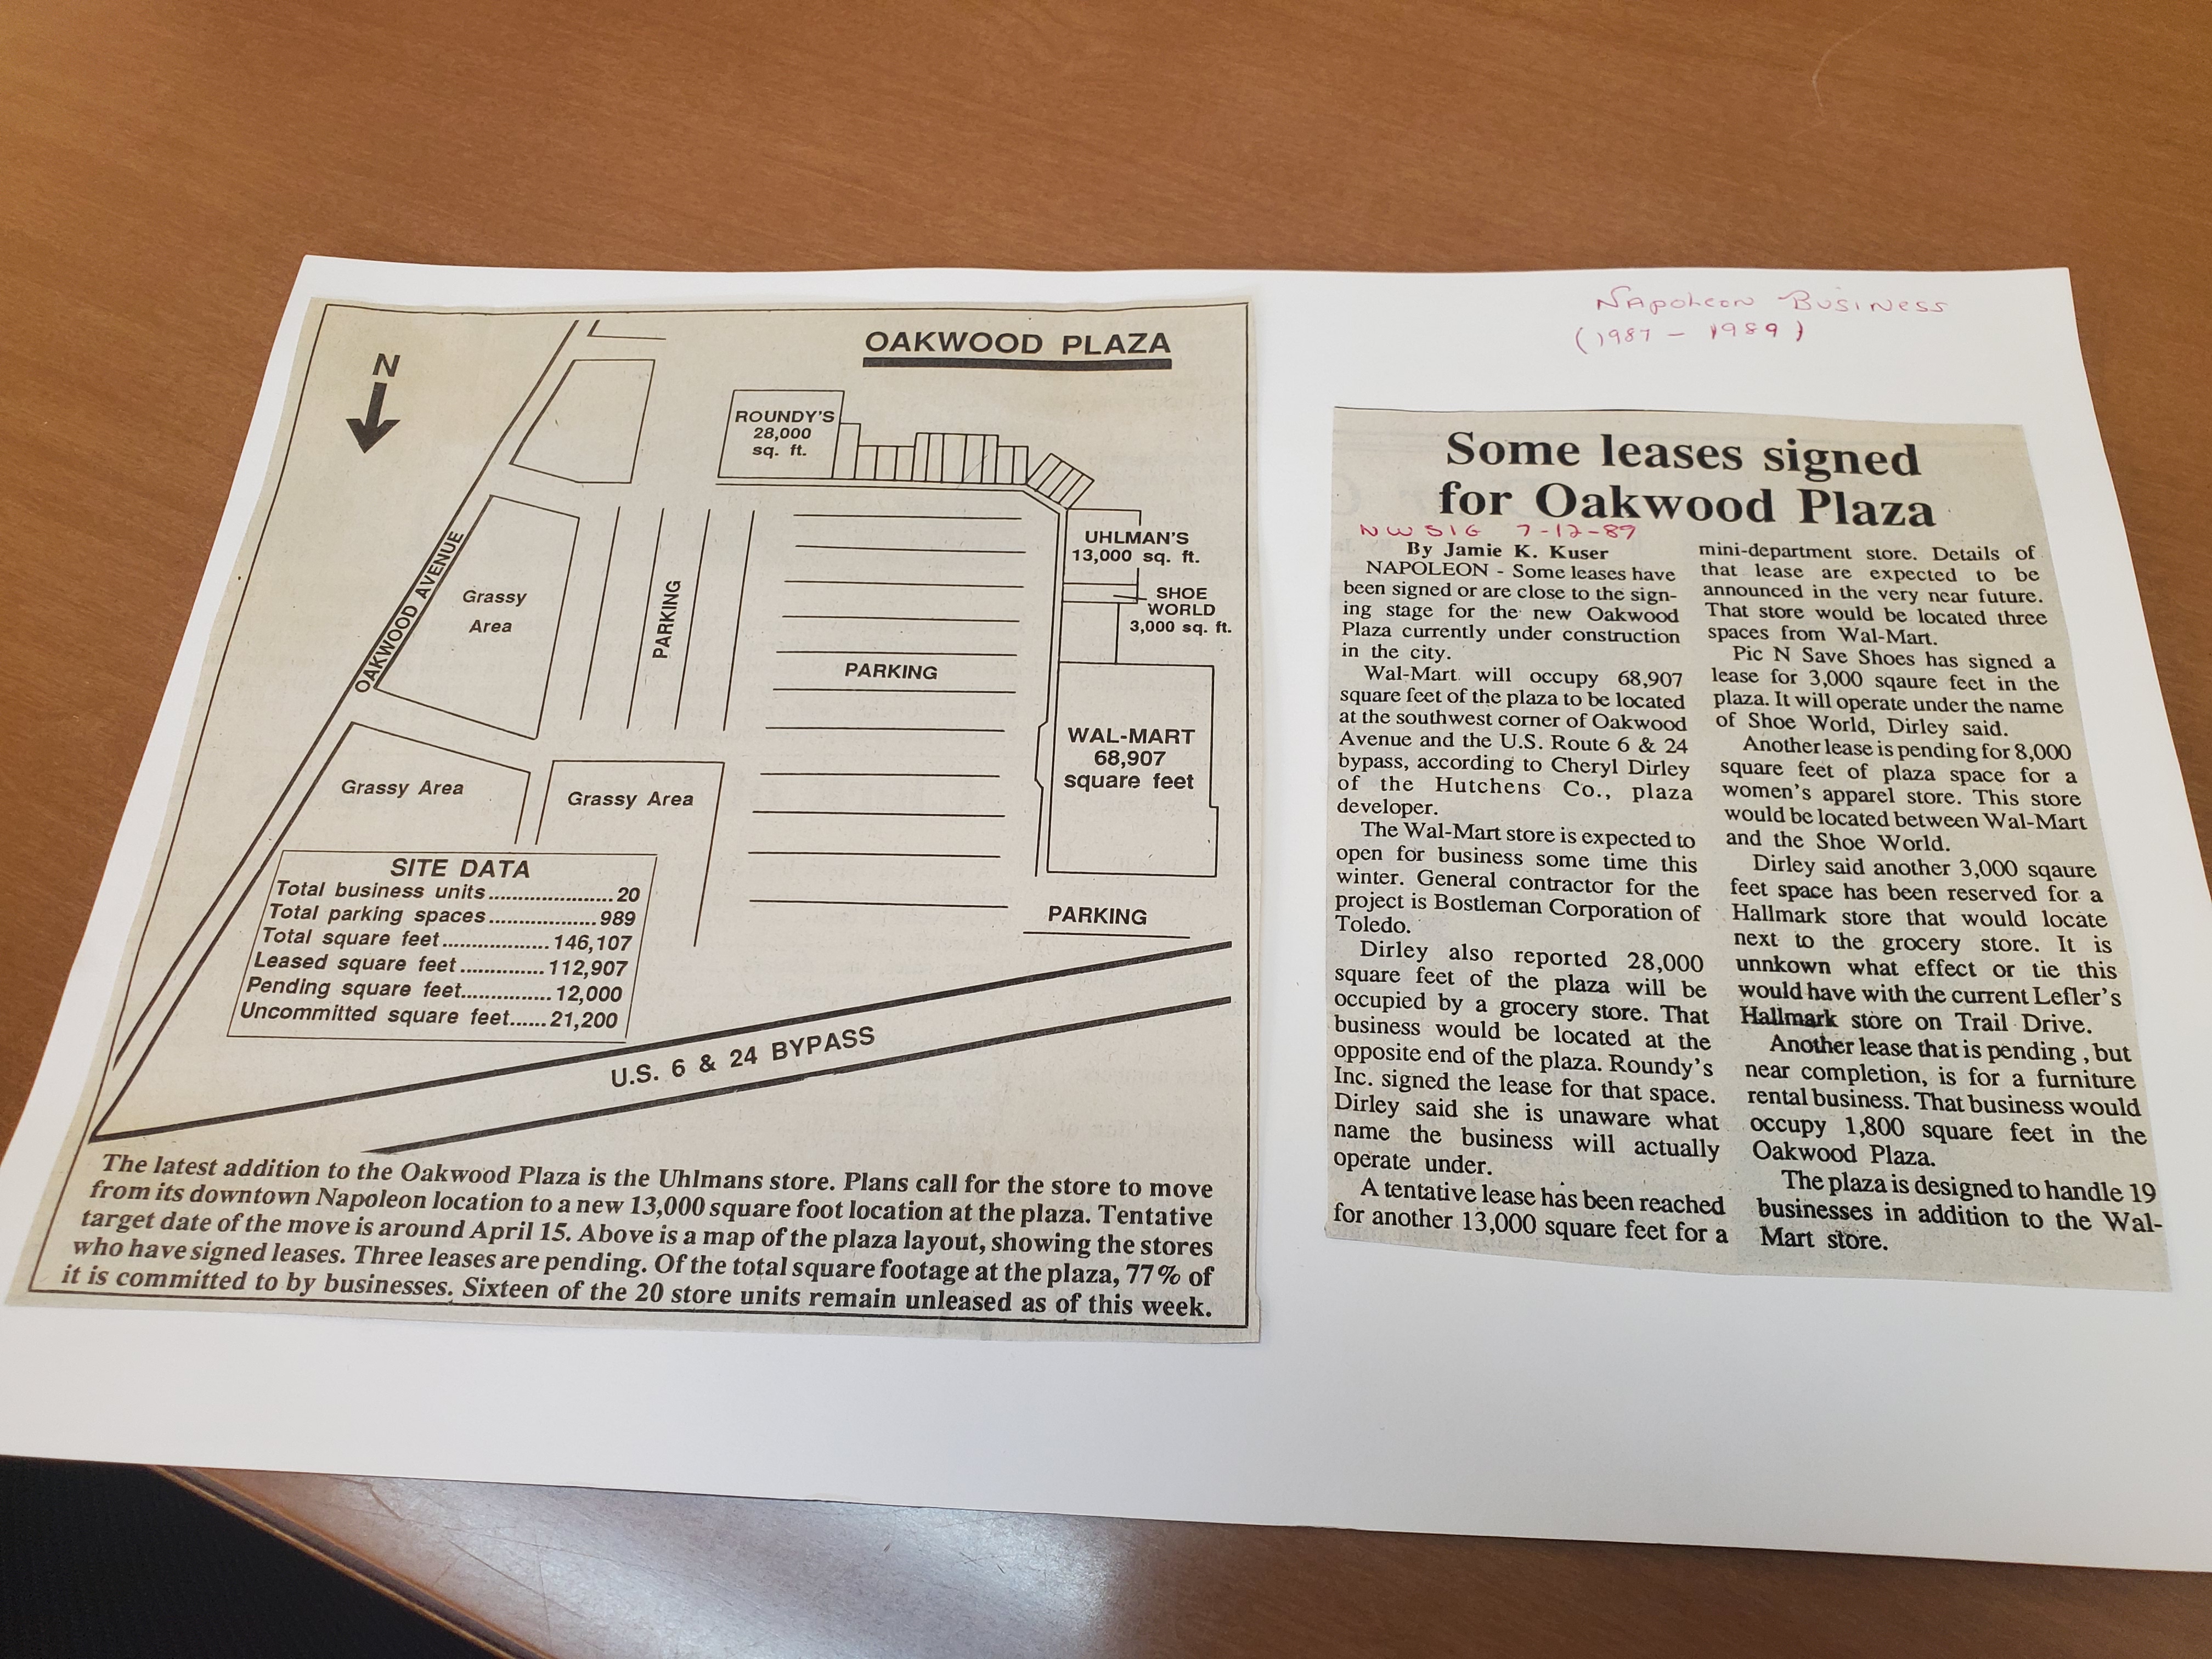 OAKWOOD PLAZA
N
ROUNDY'S
28,000
sq. ft.
UHLMAN'S
13,000 sq. ft.
SHOE
WORLD
3,000 sq. ft.
OAKWOOD AVENUE
Grassy
Area
PARKING
PARKING
WAL-MART
68,907
square feet
Grassy Area
Grassy Area
PARKING
SITE DATA
Total business units.....................20
Total parking spaces..................989
Total square feet..................146,107
Leased square feet..............112,907
Pending square feet...............12,000
Uncommitted square feet......21,200
U.S. 6 & 24 BYPASS
The latest addition to the Oakwood Plaza is the Uhlmans store. Plans call for the store to move
from its downtown Napoleon location to a new 13,000 square foot location at the plaza. Tentative
target date of the move is around April 15. Above is a map of the plaza layout, showing the stores
who have signed leases. Three leases are pending. Of the total square footage at the plaza, 77% of
it is committed to by businesses. Sixteen of the 20 store units remain unleased as of this week.
Napoleon Business
(1987 - 1989)
Some leases signed
for Oakwood Plaza
NW SIG 7-12-89
By Jamie K. Kuser
NAPOLEON - Some leases have
been signed or are close to the sign-
ing stage for the new Oakwood
Plaza currently under construction
in the city.
Wal-Mart will occupy 68,907
square feet of the plaza to be located
at the southwest corner of Oakwood
Avenue and the U.S. Route 6 & 24
bypass, according to Cheryl Dirley
of the Hutchens Co., plaza
developer.
The Wal-Mart store is expected to
open for business some time this
winter. General contractor for the
project is Bostleman Corporation of
Toledo.
Dirley also reported 28,000
square feet of the plaza will be
occupied by a grocery store. That
business would be located at the
opposite end of the plaza. Roundy's
Inc. signed the lease for that space.
Dirley said she is unaware what
name the business will actually
operate under.
A tentative lease has been reached
for another 13,000 square feet for a
mini-department store. Details of
that lease are expected to be
announced in the very near future.
That store would be located three
spaces from Wal-Mart.
Pic N Save Shoes has signed a
lease for 3,000 sqaure feet in the
plaza. It will operate under the name
of Shoe World, Dirley said.
Another lease is pending for 8,000
square feet of plaza space for a
women's apparel store. This store
would be located between Wal-Mart
and the Shoe World.
Dirley said another 3,000 sqaure
feet space has been reserved for a
Hallmark store that would locate
next to the grocery store. It is
unnkown what effect or tie this
would have with the current Lefler's
Hallmark store on Trail Drive.
Another lease that is pending , but
near completion, is for a furniture
rental business. That business would
occupy 1,800 square feet in the
Oakwood Plaza.
The plaza is designed to handle 19
businesses in addition to the Wal-
Mart store.